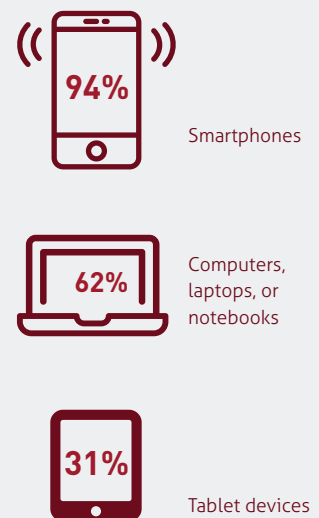 94%
Smartphones
62%
Computers,
laptops, or
notebooks
31%
Tablet devices